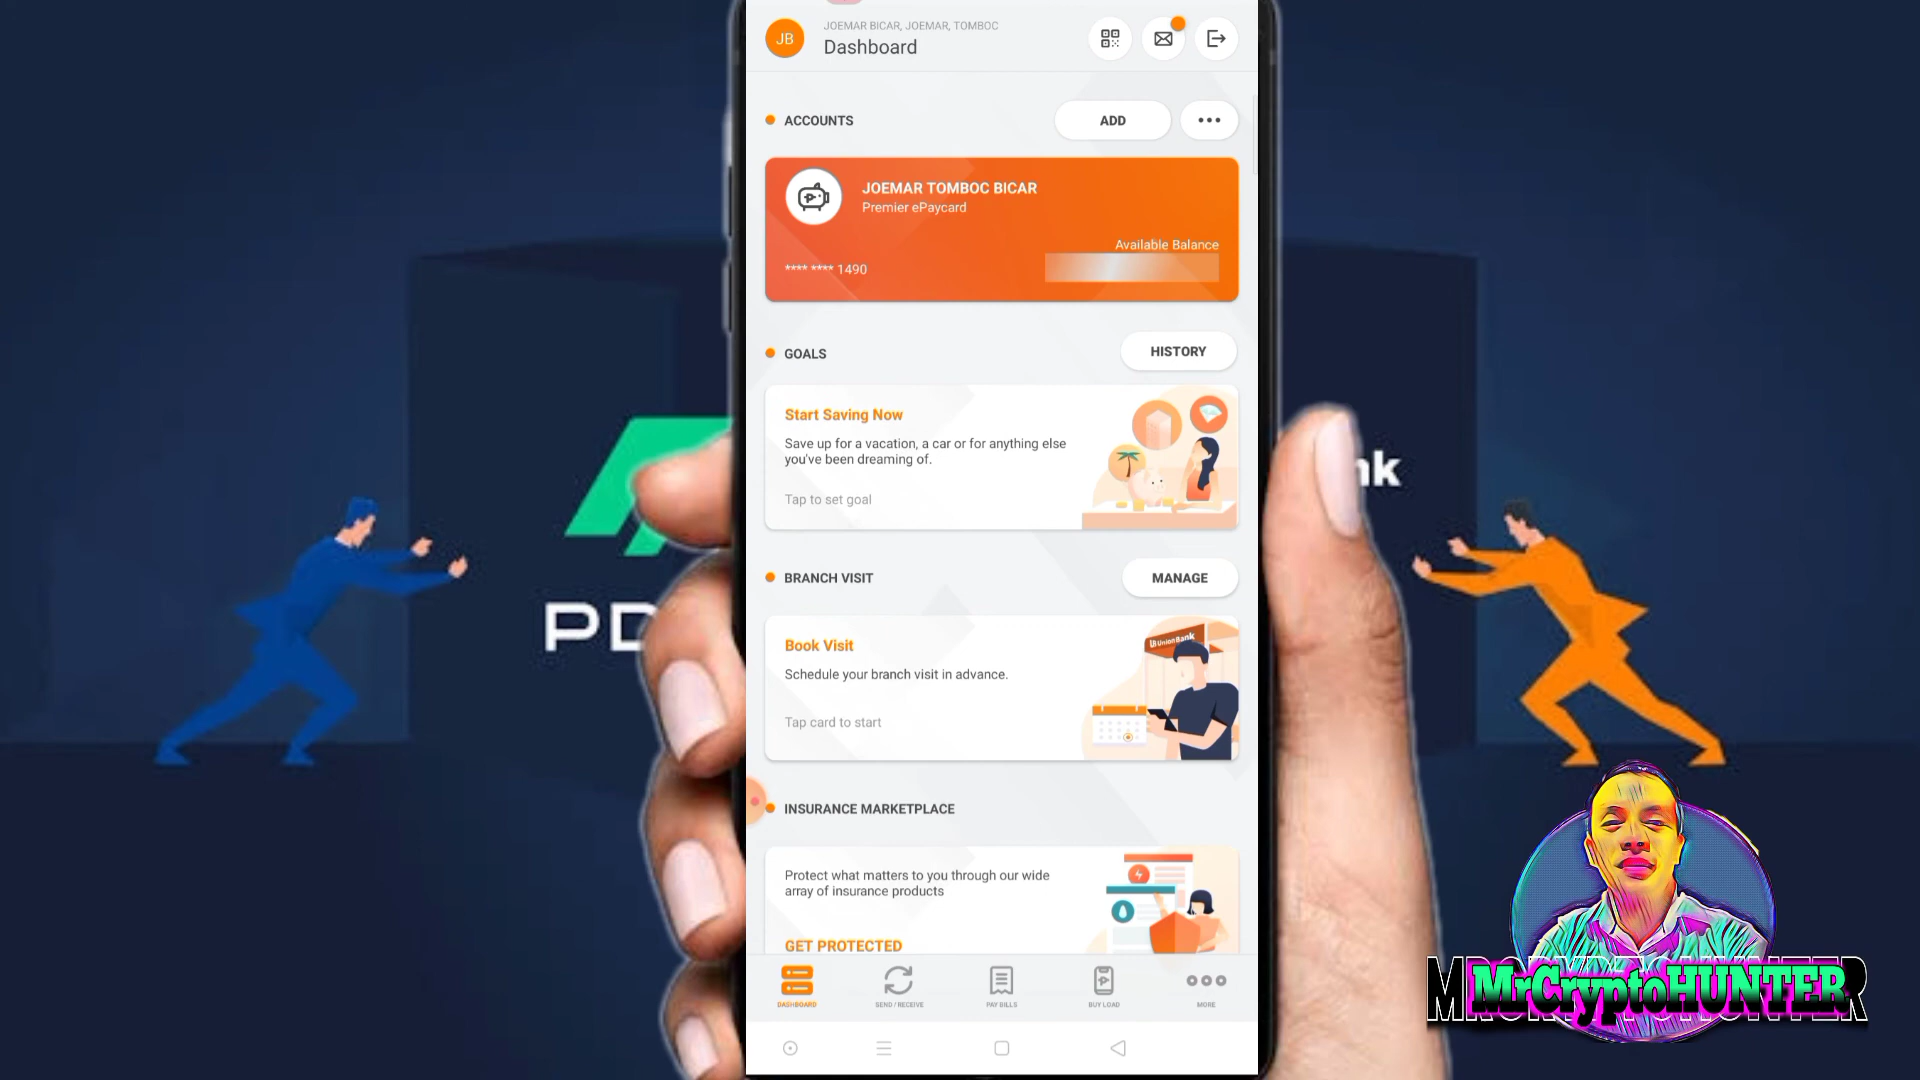 JOEMAR BICAR, JOEMAR, TOMBOC
JB
Dashboard
ACCOUNTS
ADD
JOEMAR TOMBOC BICAR
Premier ePaycard
Available Balance
**** **** 1490
GOALS
HISTORY
Start Saving Now
Save up for a vacation, a car or for anything else
you've been dreaming of.
Tap to set goal
nk
PD
BRANCH VISIT
MANAGE
Book Visit
UnionBank
Schedule your branch visit in advance.
Tap card to start
INSURANCE MARKETPLACE
Protect what matters to you through our wide
array of insurance products
GET PROTECTED
DASHBOARD
SEND / RECEIVE
PAY BILLS
BUY LOAD
MORE
MrCryptoHUNTER